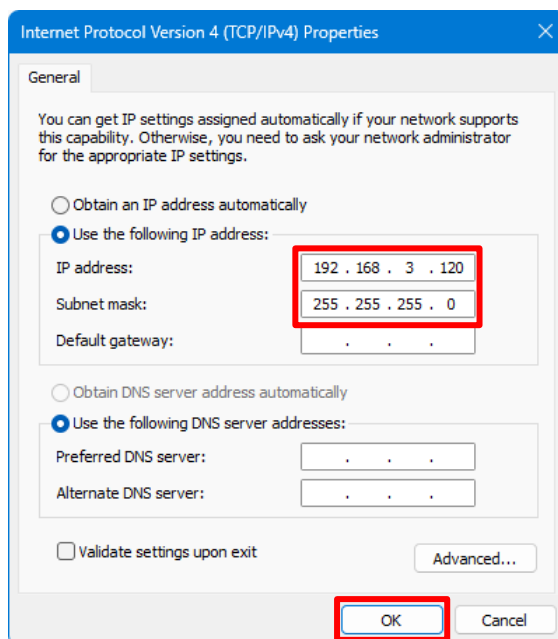 Internet Protocol Version 4 (TCP/IPv4) Properties
General
You can get IP settings assigned automatically if your network supports
this capability. Otherwise, you need to ask your network administrator
for the appropriate IP settings.
Obtain an IP address automatically
Use the following IP address:
IP address: 192 . 168 . 3 . 120
Subnet mask: 255 . 255 . 255 . 0
Default gateway: . . .
Obtain DNS server address automatically
Use the following DNS server addresses:
Preferred DNS server: . . .
Alternate DNS server: . . .
Validate settings upon exit
Advanced...
OK Cancel